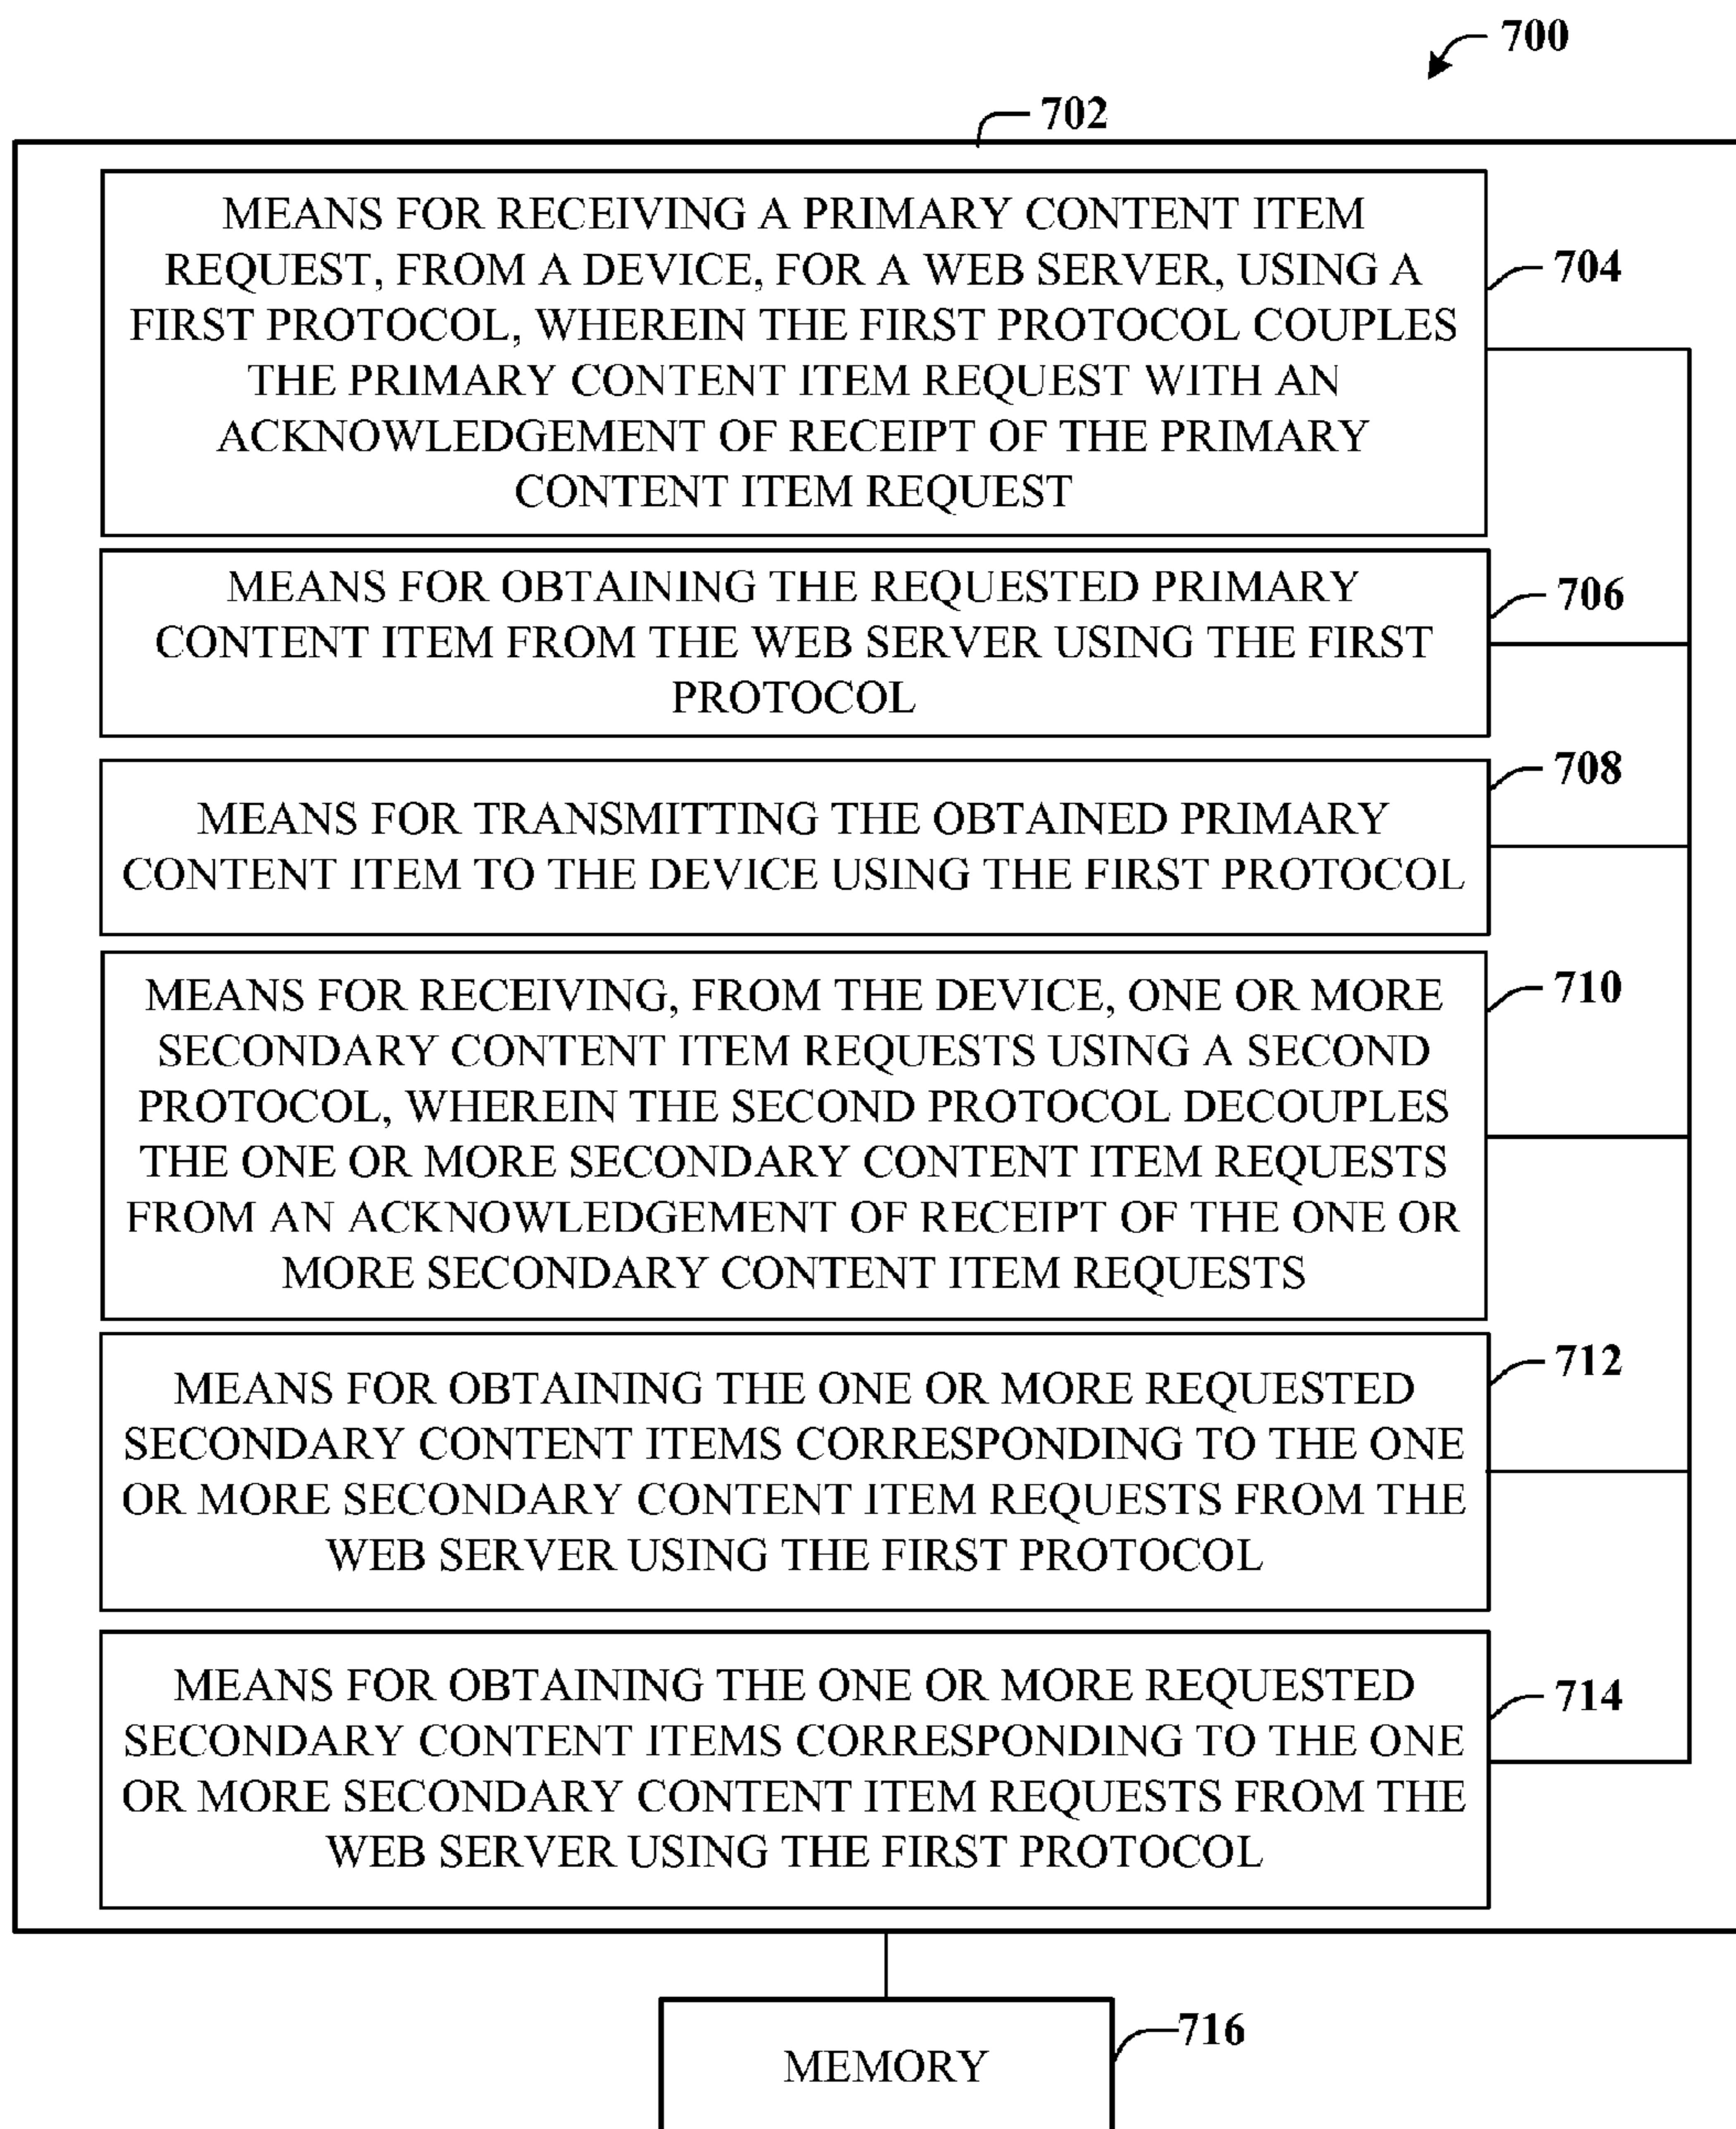 700
702
MEANS FOR RECEIVING A PRIMARY CONTENT ITEM
REQUEST, FROM A DEVICE, FOR A WEB SERVER, USING A
FIRST PROTOCOL, WHEREIN THE FIRST PROTOCOL COUPLES
THE PRIMARY CONTENT ITEM REQUEST WITH AN
ACKNOWLEDGEMENT OF RECEIPT OF THE PRIMARY
CONTENT ITEM REQUEST
704
MEANS FOR OBTAINING THE REQUESTED PRIMARY
CONTENT ITEM FROM THE WEB SERVER USING THE FIRST
PROTOCOL
706
MEANS FOR TRANSMITTING THE OBTAINED PRIMARY
CONTENT ITEM TO THE DEVICE USING THE FIRST PROTOCOL
708
MEANS FOR RECEIVING, FROM THE DEVICE, ONE OR MORE
SECONDARY CONTENT ITEM REQUESTS USING A SECOND
PROTOCOL, WHEREIN THE SECOND PROTOCOL DECOUPLES
THE ONE OR MORE SECONDARY CONTENT ITEM REQUESTS
FROM AN ACKNOWLEDGEMENT OF RECEIPT OF THE ONE OR
MORE SECONDARY CONTENT ITEM REQUESTS
710
MEANS FOR OBTAINING THE ONE OR MORE REQUESTED
SECONDARY CONTENT ITEMS CORRESPONDING TO THE ONE
OR MORE SECONDARY CONTENT ITEM REQUESTS FROM THE
WEB SERVER USING THE FIRST PROTOCOL
712
MEANS FOR OBTAINING THE ONE OR MORE REQUESTED
SECONDARY CONTENT ITEMS CORRESPONDING TO THE ONE
OR MORE SECONDARY CONTENT ITEM REQUESTS FROM THE
WEB SERVER USING THE FIRST PROTOCOL
714
MEMORY
716